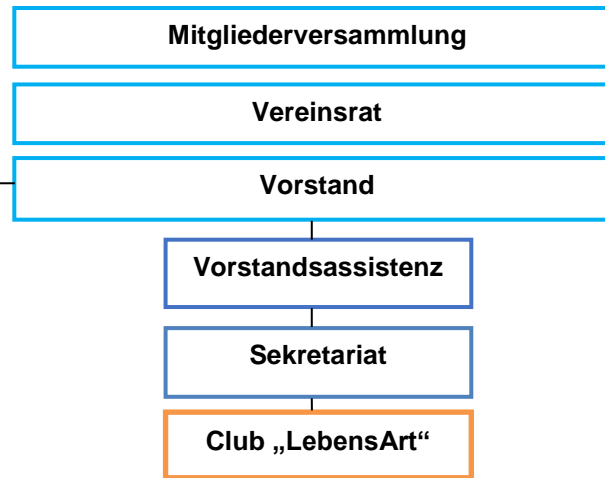 Mitgliederversammlung
Vereinsrat
Vorstand
Vorstandsassistenz
Sekretariat
Club „LebensArt“